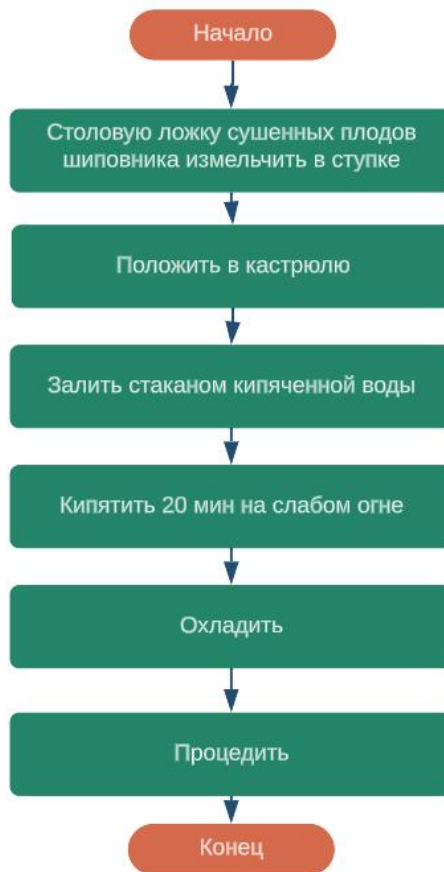 Начало
Столовую ложку сушенных плодов
шиповника измельчить в ступке
Положить в кастрюлю
Залить стаканом кипяченной воды
Кипятить 20 мин на слабом огне
Охладить
Процедить
Конец